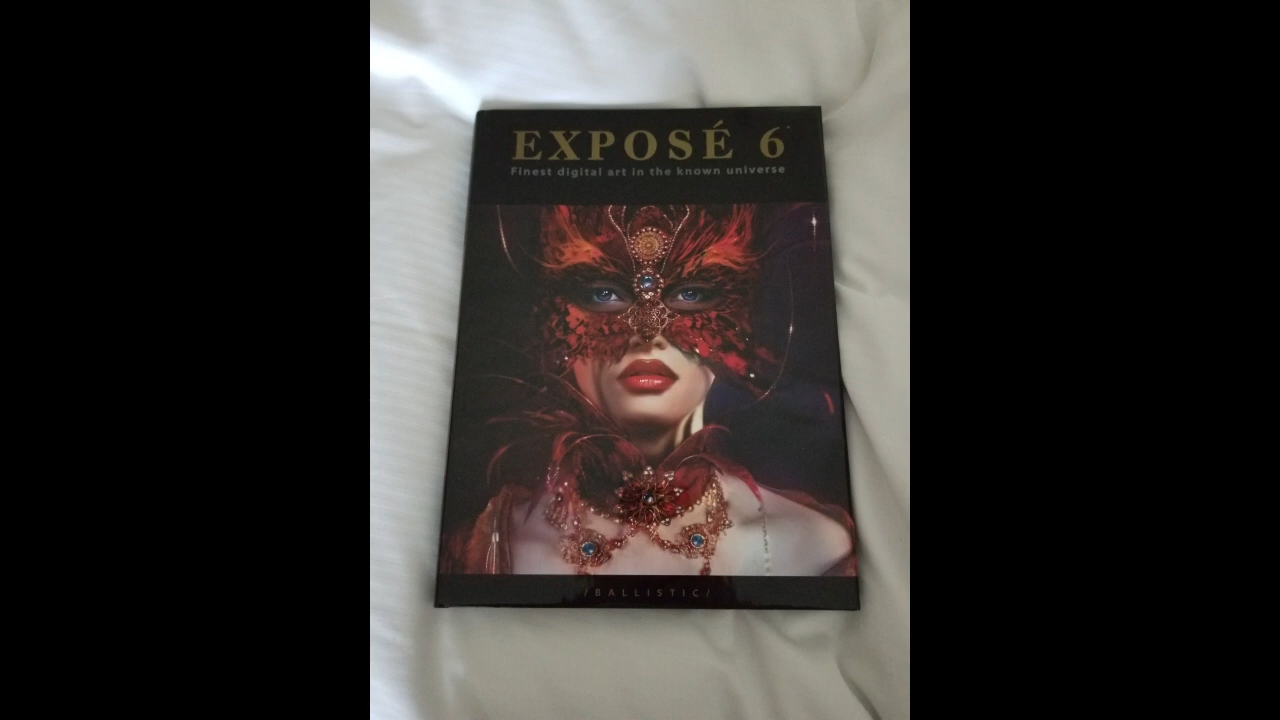 EXPOSÉ 6
Finest digital art in the known universe
/BALLISTIC/